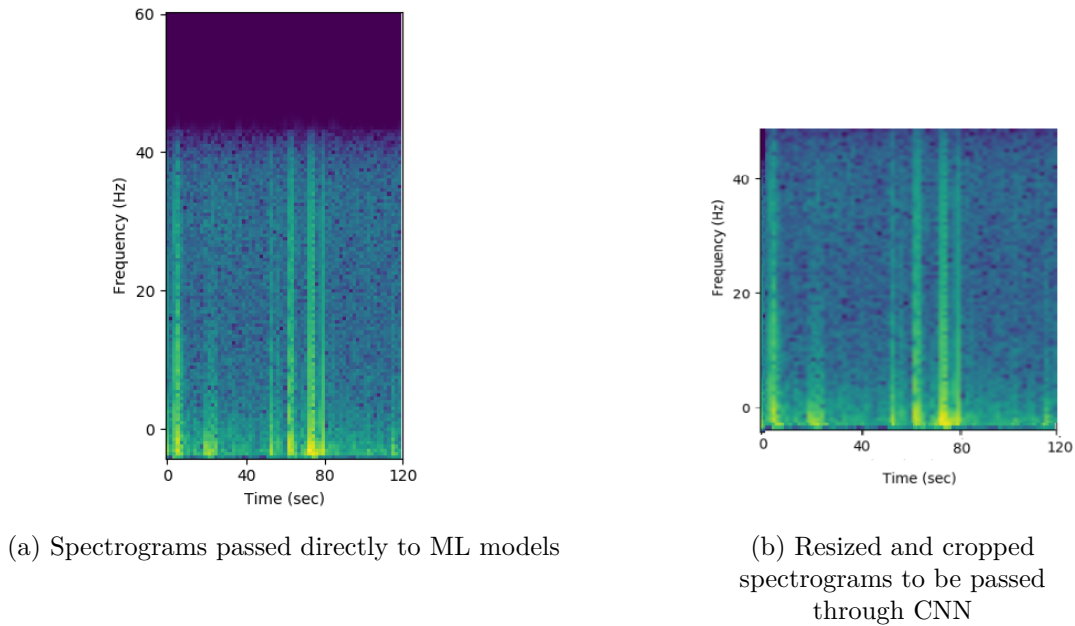 60
40
20
0
Frequency (Hz)
0
40
80
120
Time (sec)
(a) Spectrograms passed directly to ML models
40
20
0
Frequency (Hz)
0
40
80
120
Time (sec)
(b) Resized and cropped
spectrograms to be passed
through CNN